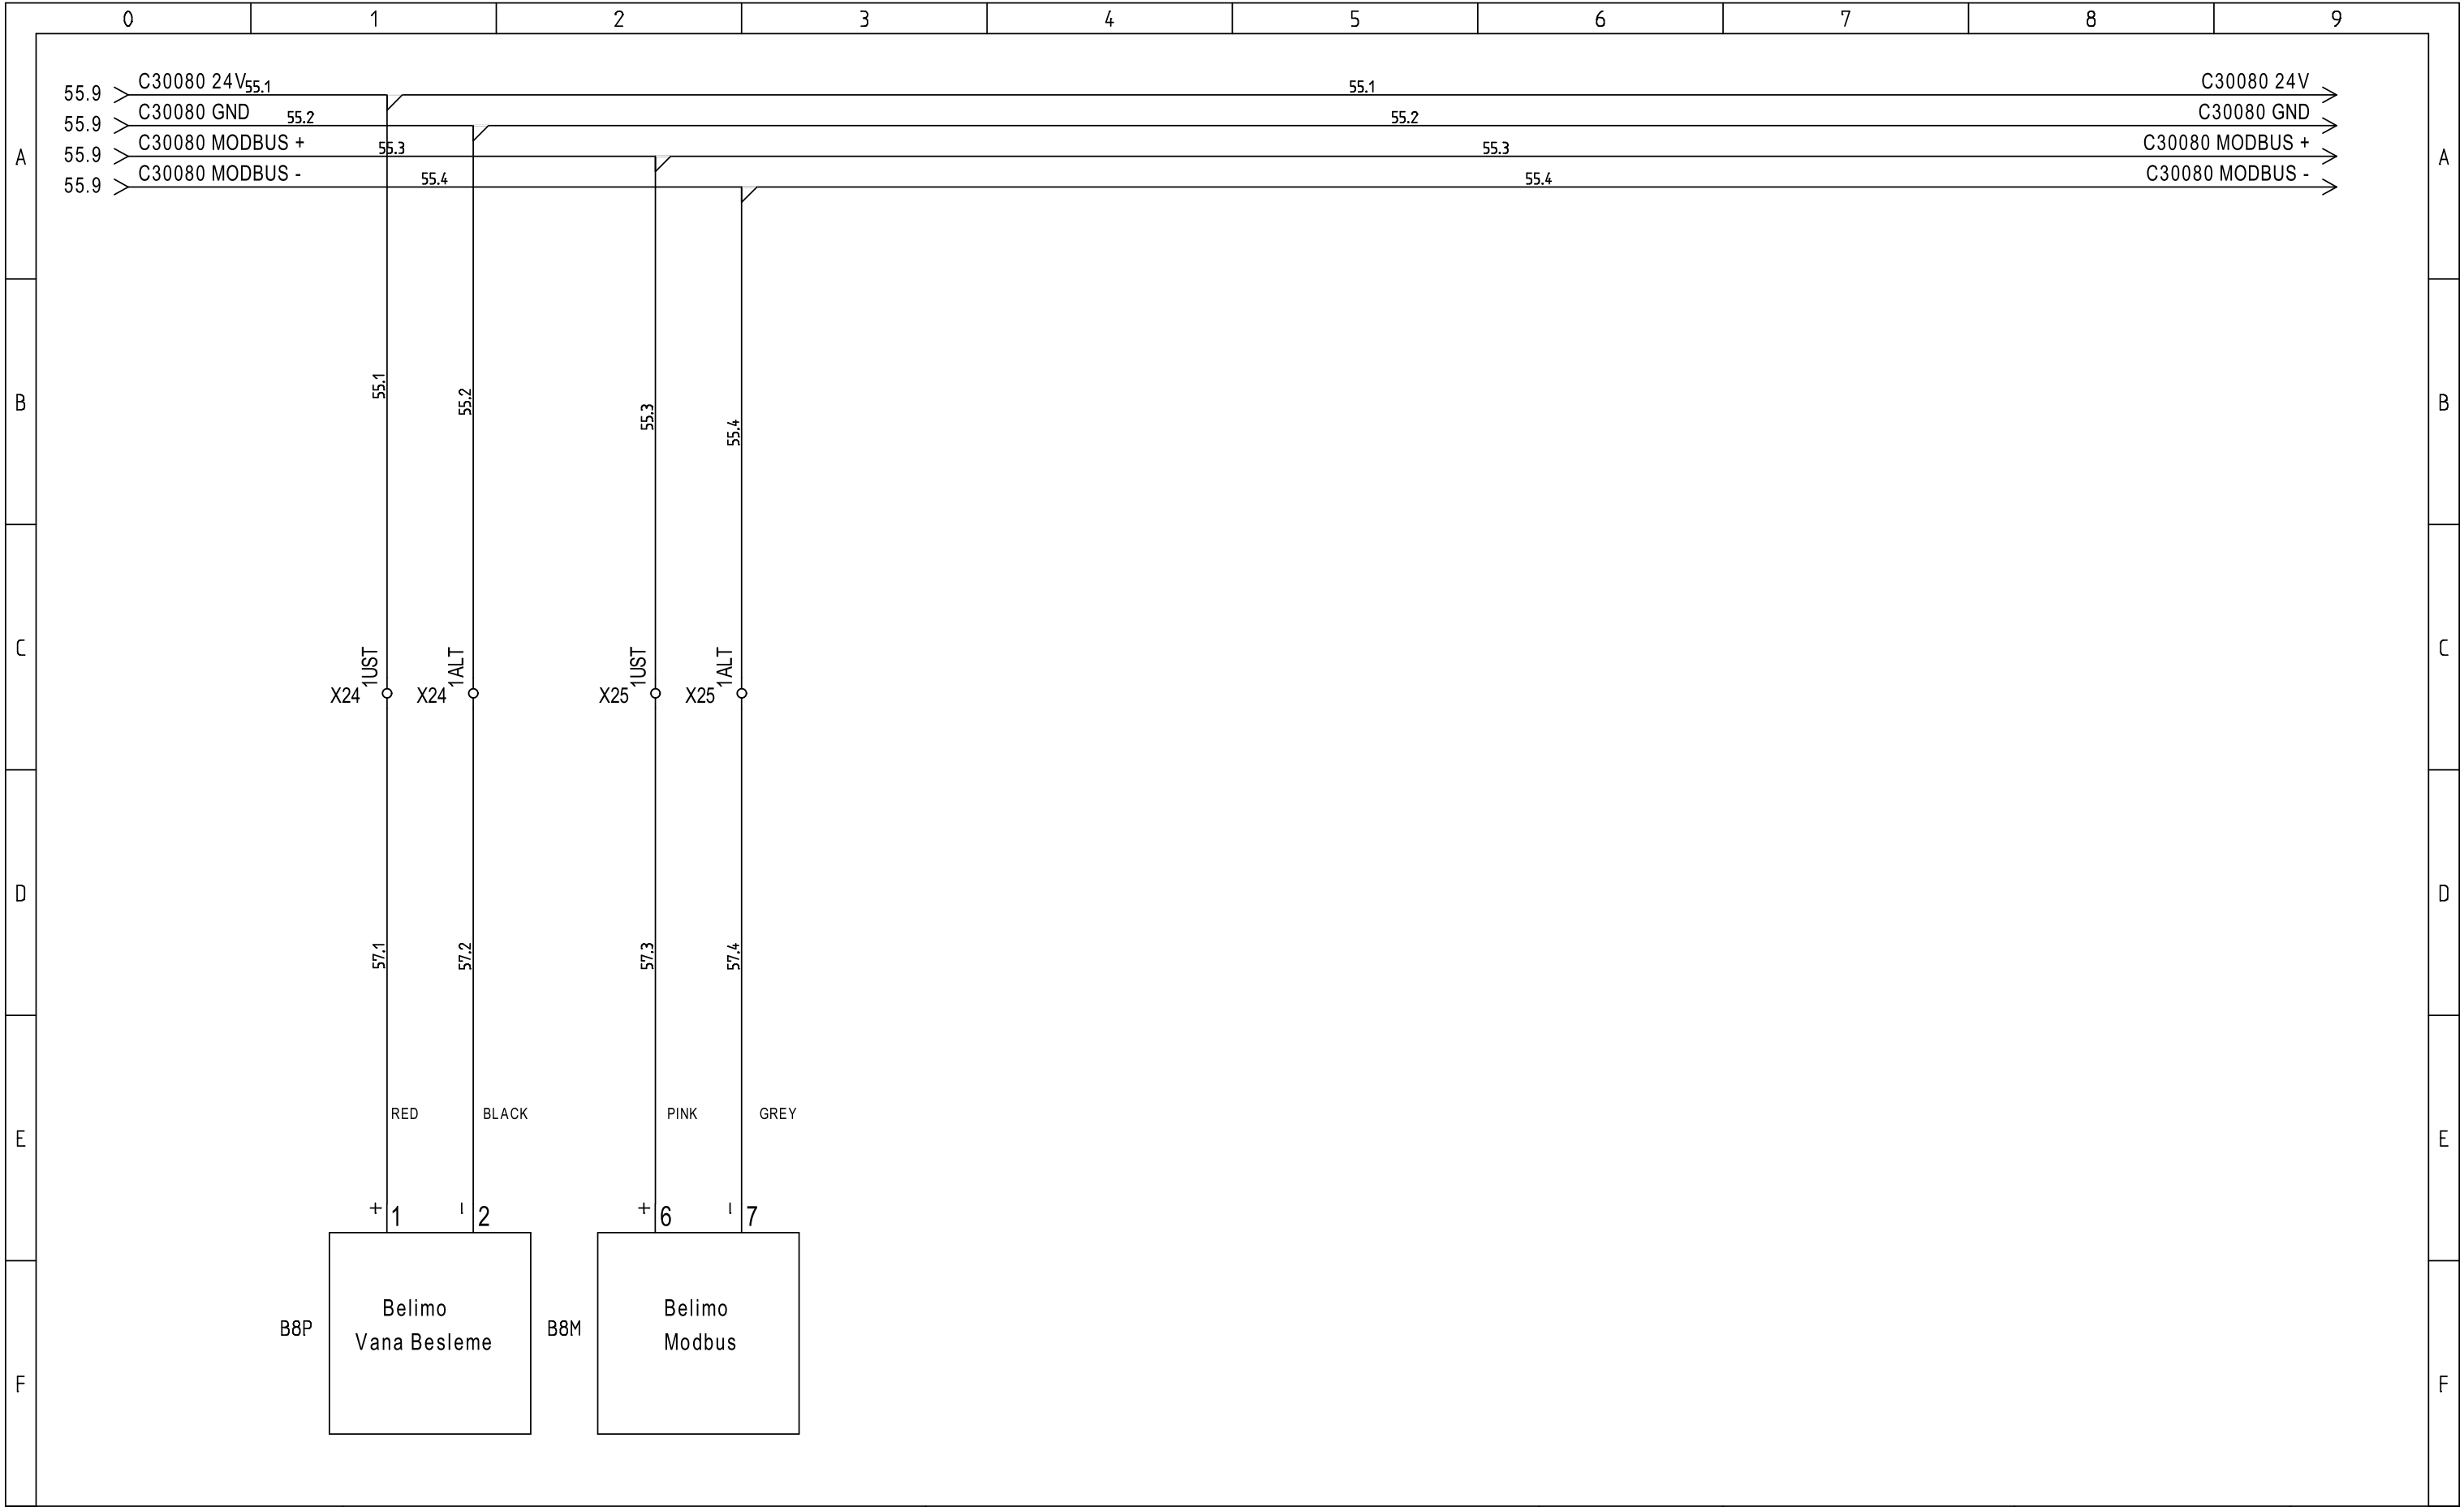 0 1 2 3 4 5 6 7 8 9
55.9 C30080 24V 55.1 55.1 C30080 24V
55.9 C30080 GND 55.2 55.2 C30080 GND
55.9 C30080 MODBUS + 55.3 55.3 C30080 MODBUS +
55.9 C30080 MODBUS - 55.4 55.4 C30080 MODBUS -
A A
B 55.1 55.2 55.3 55.4 B
C C
1UST 1ALT 1UST 1ALT
X24 X24 X25 X25
D D
57.1 57.2 57.3 57.4
RED BLACK PINK GREY
E E
+ 1 - 2 + 6 - 7
Belimo Belimo
B8P Vana Besleme B8M Modbus
F F